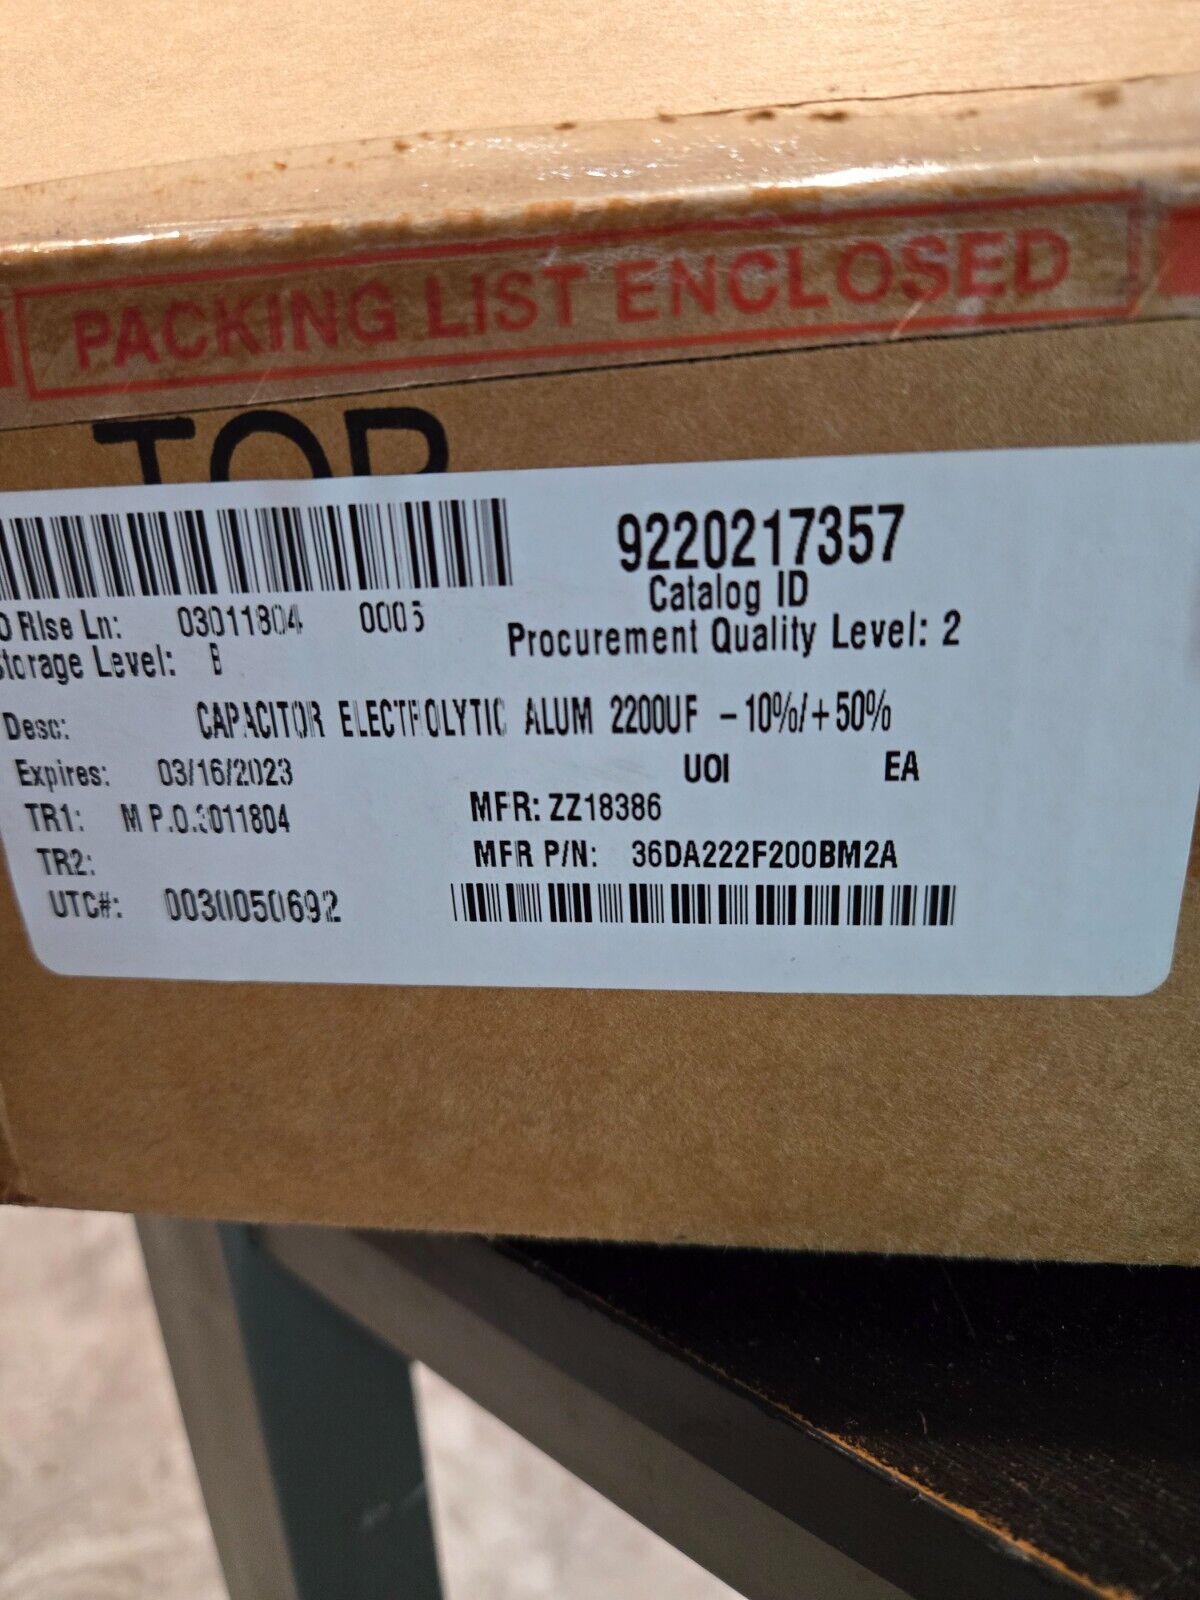 PACKING LIST ENCLOSED
TOP
9220217357
Catalog ID
O Rlse Ln: 03011804 0005
Procurement Quality Level: 2
Storage Level: B
Desc: CAPACITOR ELECTROLYTIC ALUM 2200UF -10%/+50%
Expires: 03/16/2023 UOI EA
TR1: M P.O.3011804 MFR: ZZ18386
TR2: MFR P/N: 36DA222F200BM2A
UTC#: 0030050692